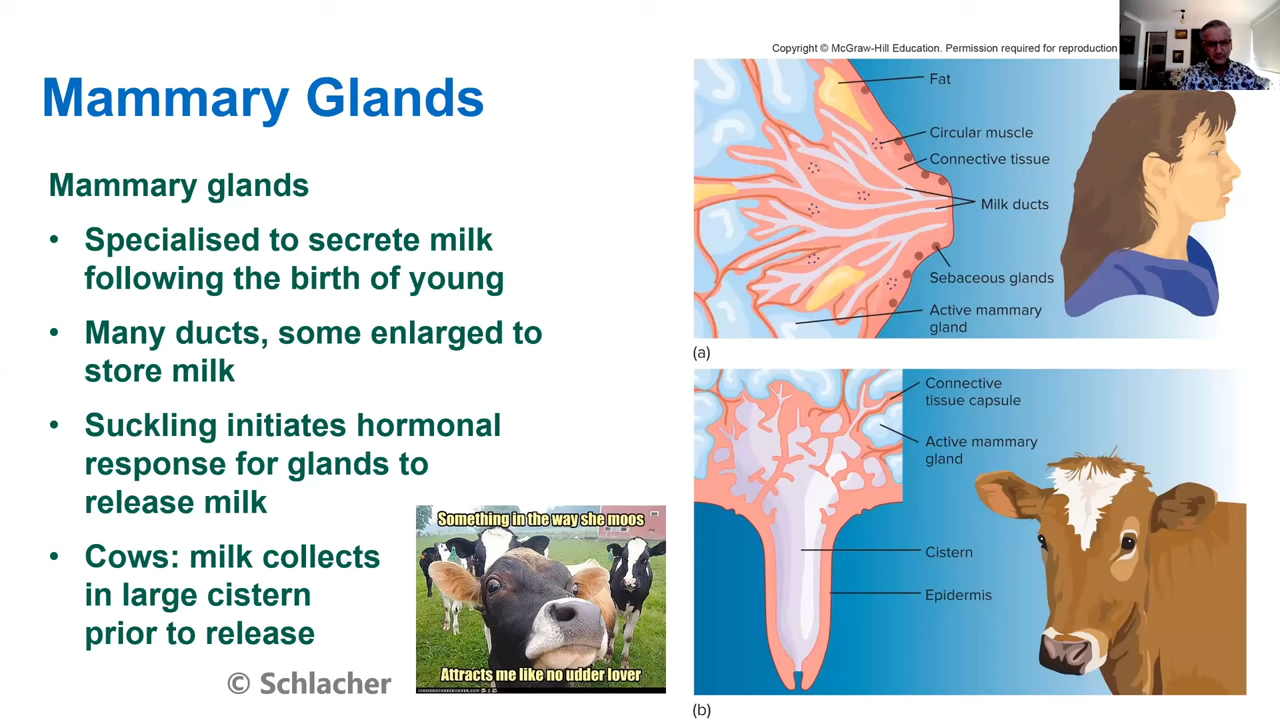 Copyright © McGraw-Hill Education. Permission required for reproduction
Mammary Glands
Mammary glands
• Specialised to secrete milk
following the birth of young
• Many ducts, some enlarged to
store milk
• Suckling initiates hormonal
response for glands to
release milk
• Cows: milk collects
in large cistern
prior to release
© Schlacher
Something in the way she moos
Attracts me like no udder lover
Fat
Circular muscle
Connective tissue
Milk ducts
Sebaceous glands
Active mammary
gland
(a)
Connective
tissue capsule
Active mammary
gland
Cistern
Epidermis
(b)